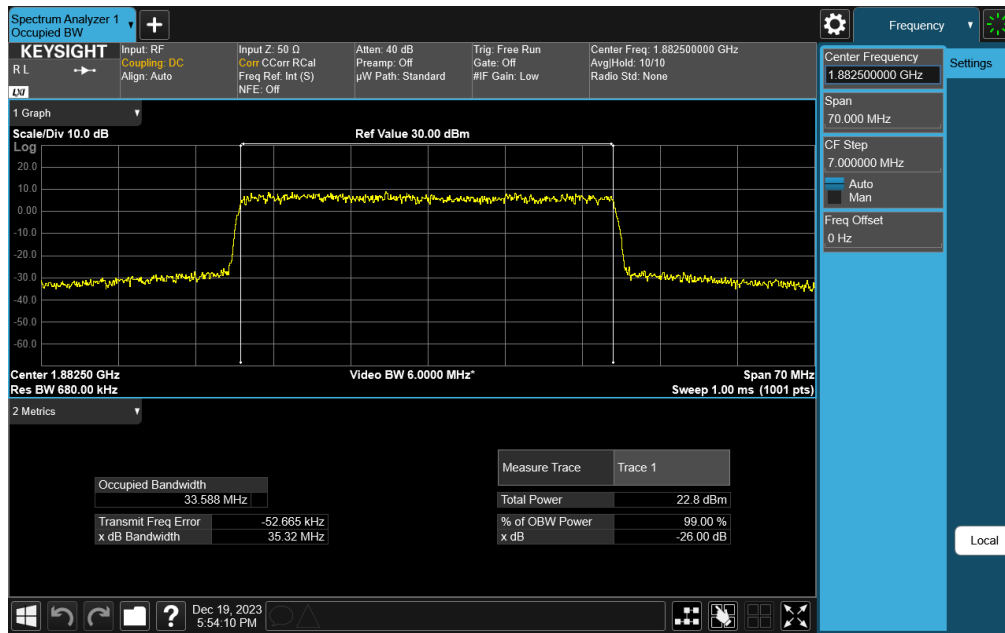 Spectrum Analyzer 1
Occupied BW
Frequency
KEYSIGHT
R L
LXI
Input: RF
Coupling: DC
Align: Auto
Input Z: 50 Ω
Corr CCorr RCal
Freq Ref: Int (S)
NFE: Off
Atten: 40 dB
Preamp: Off
µW Path: Standard
Trig: Free Run
Gate: Off
#IF Gain: Low
Center Freq: 1.882500000 GHz
Avg|Hold: 10/10
Radio Std: None
Center Frequency
1.882500000 GHz
Settings
Span
70.000 MHz
CF Step
7.000000 MHz
Auto
Man
Freq Offset
0 Hz
1 Graph
Scale/Div 10.0 dB
Ref Value 30.00 dBm
Log
20.0
10.0
0.00
-10.0
-20.0
-30.0
-40.0
-50.0
-60.0
Center 1.88250 GHz
Video BW 6.0000 MHz*
Span 70 MHz
Res BW 680.00 kHz
Sweep 1.00 ms (1001 pts)
2 Metrics
Measure Trace
Trace 1
Occupied Bandwidth
33.588 MHz
Total Power
22.8 dBm
Transmit Freq Error
-52.665 kHz
% of OBW Power
99.00 %
x dB Bandwidth
35.32 MHz
x dB
-26.00 dB
Local
?
Dec 19, 2023
5:54:10 PM